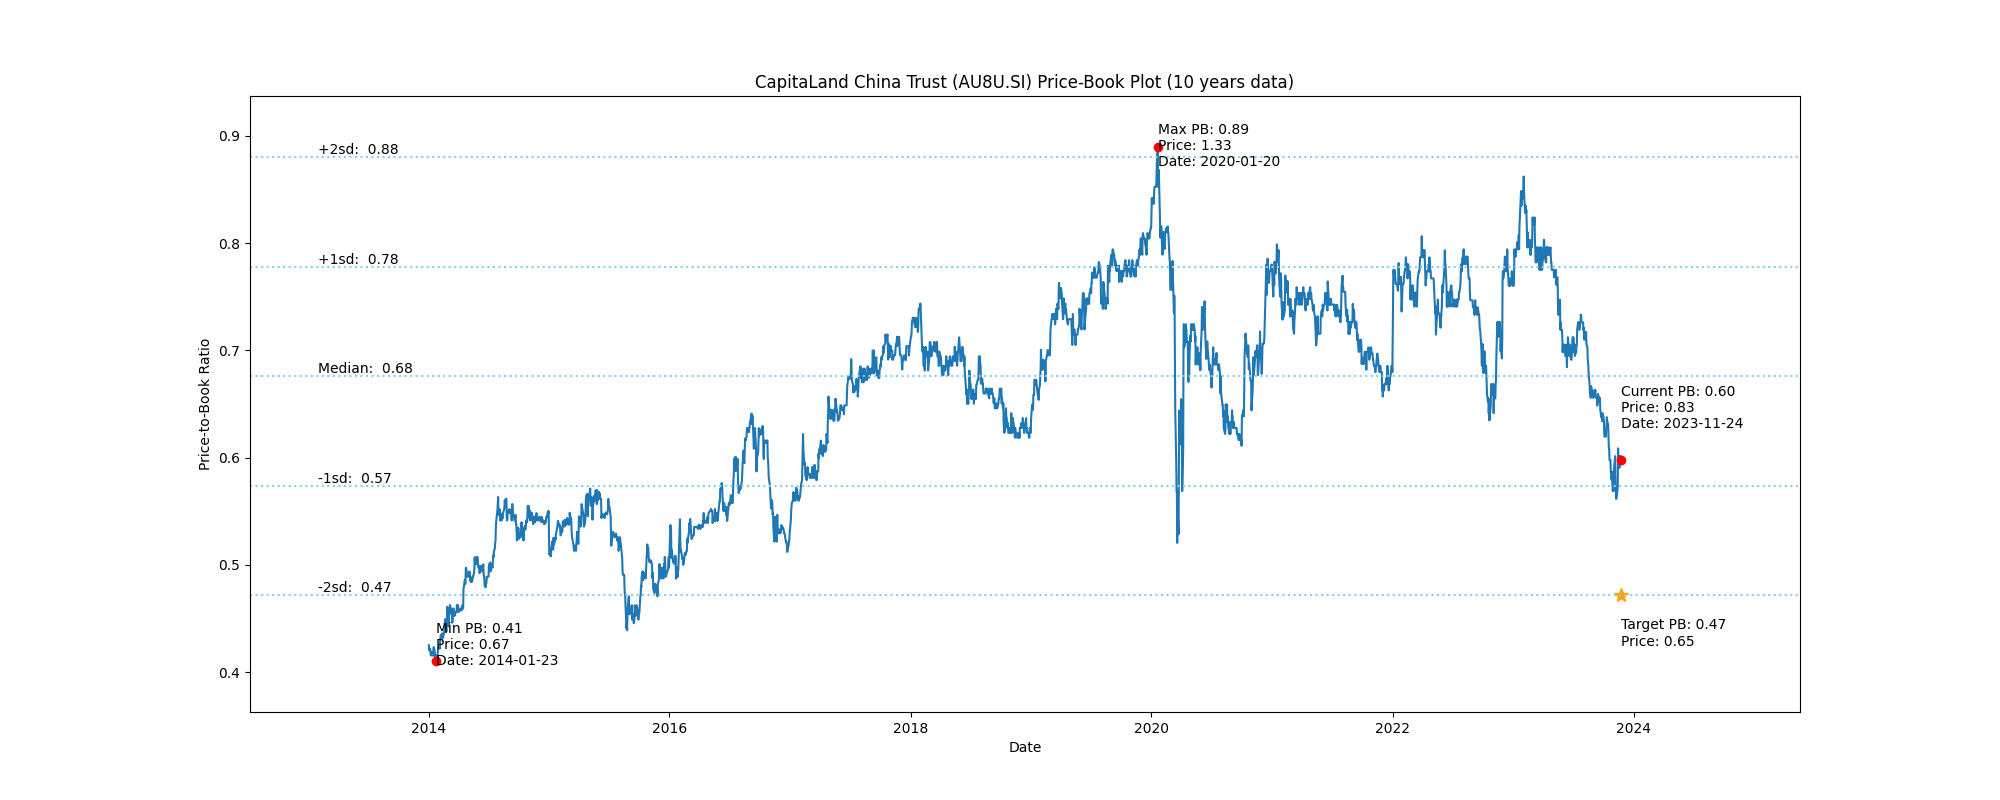 CapitaLand China Trust (AU8U.SI) Price-Book Plot (10 years data)
Price-to-Book Ratio
0.9
0.8
0.7
0.6
0.5
0.4
+2sd:  0.88
+1sd:  0.78
Median:  0.68
-1sd:  0.57
-2sd:  0.47
Min PB: 0.41
Price: 0.67
Date: 2014-01-23
Max PB: 0.89
Price: 1.33
Date: 2020-01-20
Current PB: 0.60
Price: 0.83
Date: 2023-11-24
Target PB: 0.47
Price: 0.65
2014
2016
2018
2020
2022
2024
Date